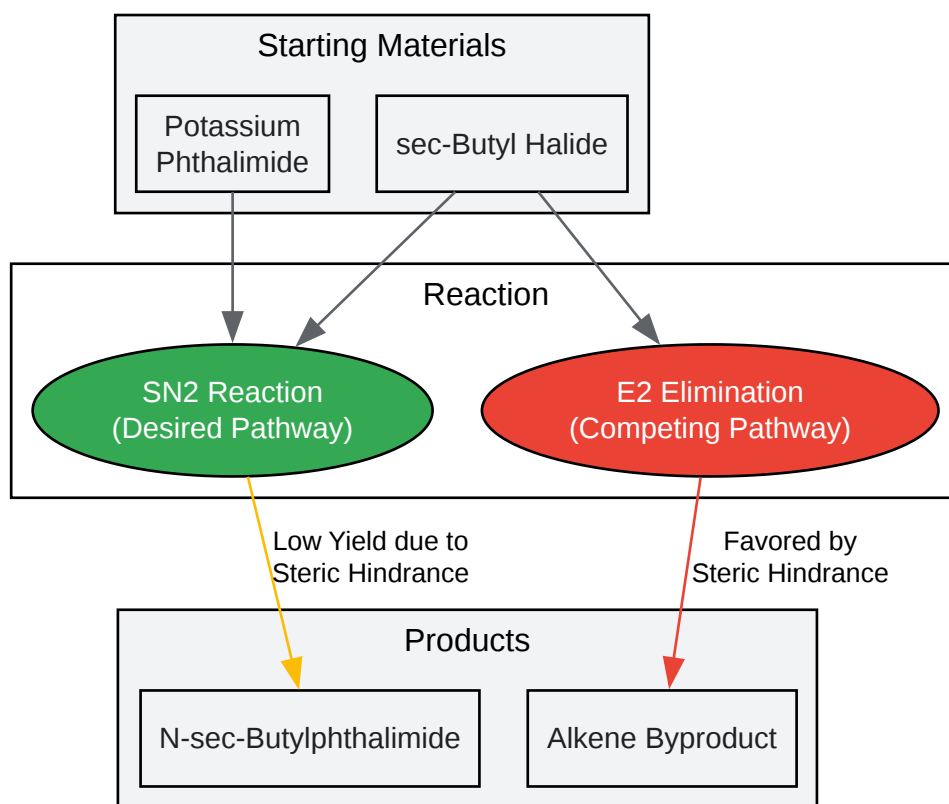 Starting Materials
Potassium
Phthalimide
sec-Butyl Halide
Reaction
SN2 Reaction
(Desired Pathway)
E2 Elimination
(Competing Pathway)
Low Yield due to
Steric Hindrance
Favored by
Steric Hindrance
Products
N-sec-Butylphthalimide
Alkene Byproduct